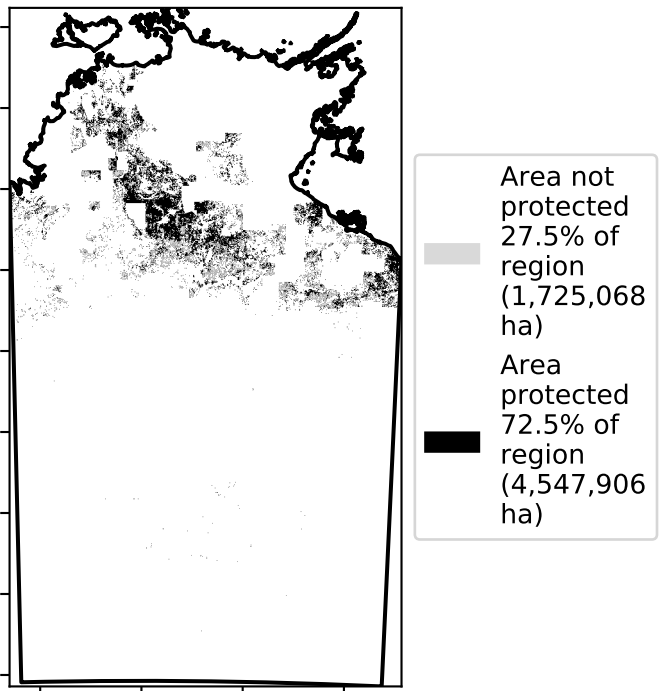 Area not
protected
27.5% of
region
(1,725,068
ha)
Area
protected
72.5% of
region
(4,547,906
ha)